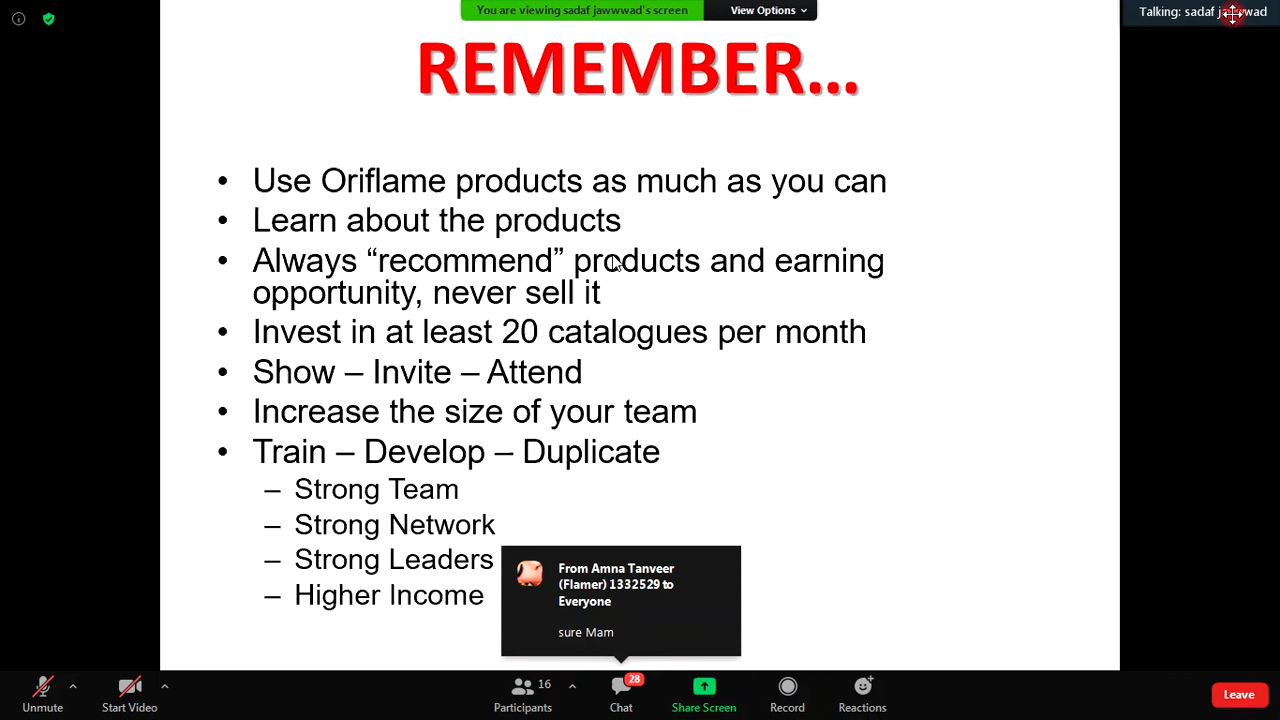 You are viewing sadaf jawwwad's screen
View Options
Talking: sadaf jawwwad
REMEMBER...
• Use Oriflame products as much as you can
• Learn about the products
• Always “recommend” products and earning
opportunity, never sell it
• Invest in at least 20 catalogues per month
• Show – Invite – Attend
• Increase the size of your team
• Train – Develop – Duplicate
– Strong Team
– Strong Network
– Strong Leaders
– Higher Income
From Amna Tanveer
(Flamer) 1332529 to
Everyone
sure Mam
Unmute
Start Video
16
Participants
28
Chat
Share Screen
Record
Reactions
Leave